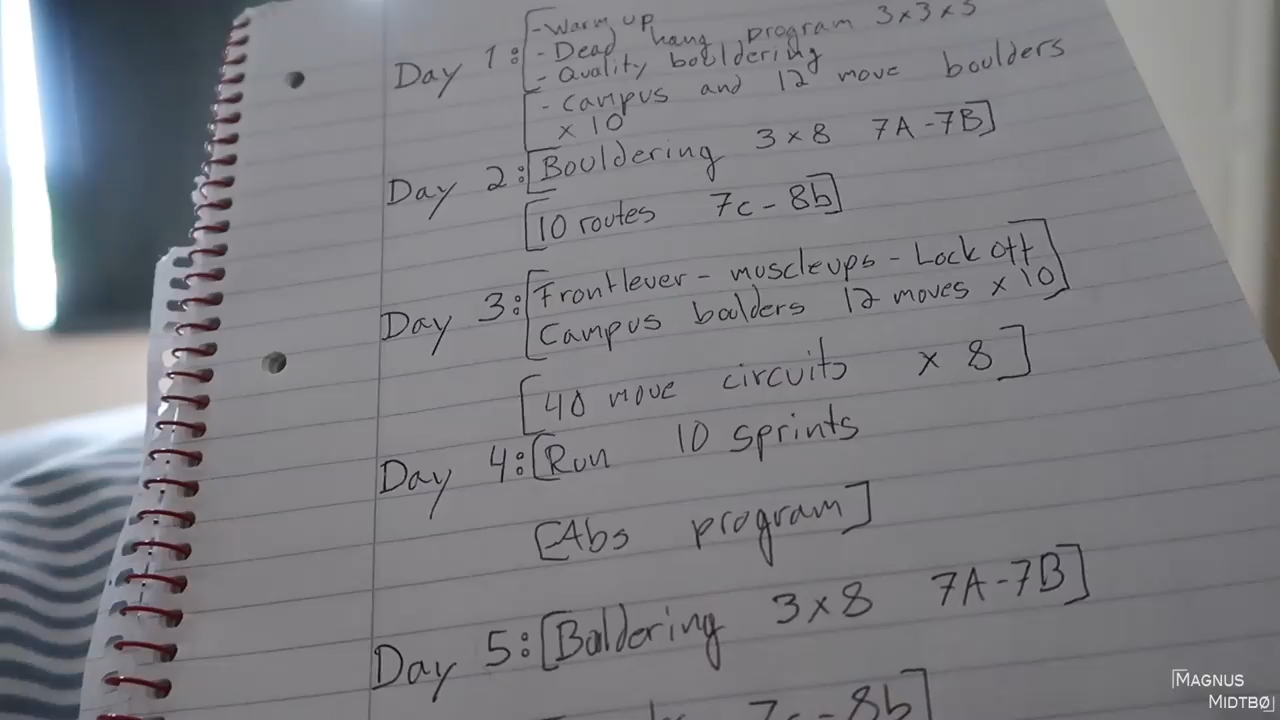 Day 1: [-Warm up
- Dead hang program 3x3x5
- Quality bouldering
- Campus and 12 move boulders
x 10
Day 2: [Bouldering 3x8 7A-7B]
[10 routes 7c-8b]
Day 3: [Frontlever - muscleups - Lock off
Campus boulders 12 moves x 10]
[40 move circuits x 8]
Day 4: [Run 10 sprints
[Abs program]
Day 5: [Boldering 3x8 7A-7B]
7c-8b]
MAGNUS
MIDTBØ